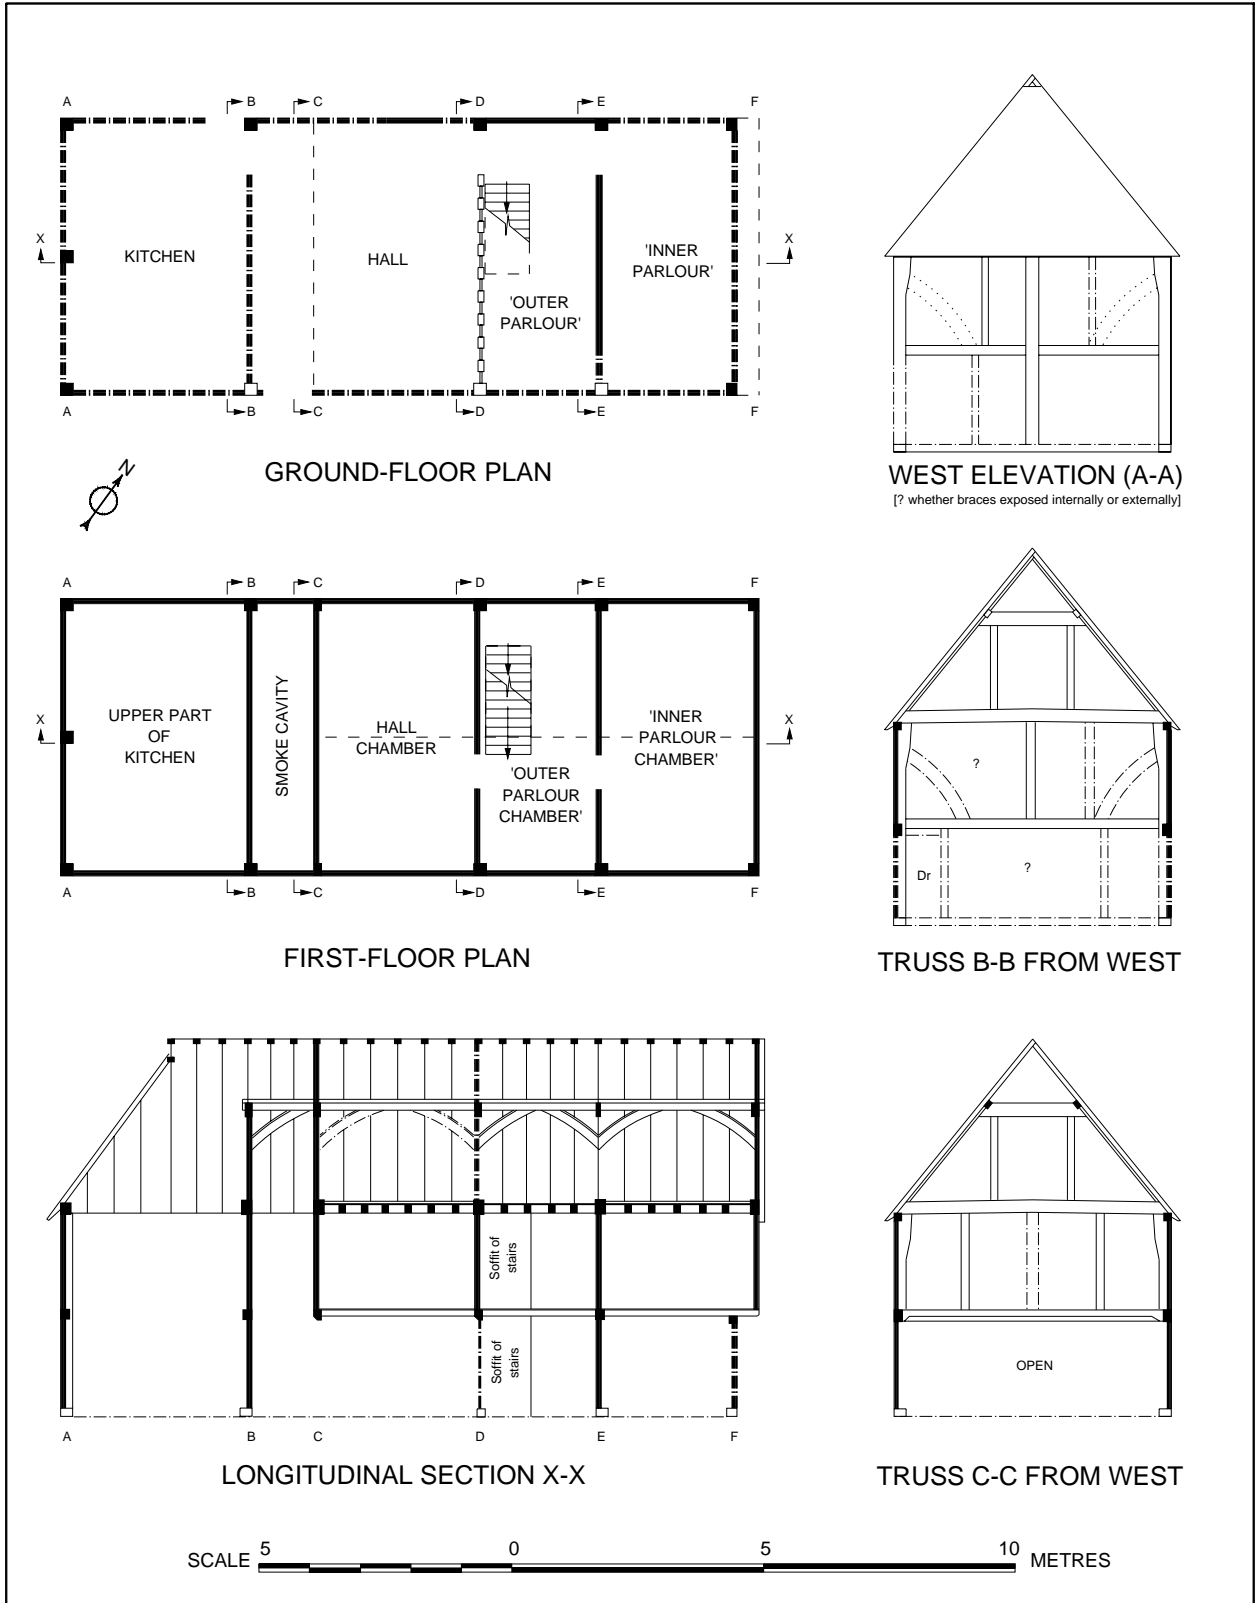 A B C D E F
X KITCHEN HALL 'OUTER
PARLOUR' 'INNER
PARLOUR' X
A B C D E F
GROUND-FLOOR PLAN
N
WEST ELEVATION (A-A)
[? whether braces exposed internally or externally]
A B C D E F
X UPPER PART
OF
KITCHEN
SMOKE CAVITY
HALL
CHAMBER
'OUTER
PARLOUR
CHAMBER'
'INNER
PARLOUR
CHAMBER'
X
A B C D E F
FIRST-FLOOR PLAN
?
Dr ?
TRUSS B-B FROM WEST
Soffit of
stairs
Soffit of
stairs
A B C D E F
LONGITUDINAL SECTION X-X
OPEN
TRUSS C-C FROM WEST
SCALE 5 0 5 10 METRES